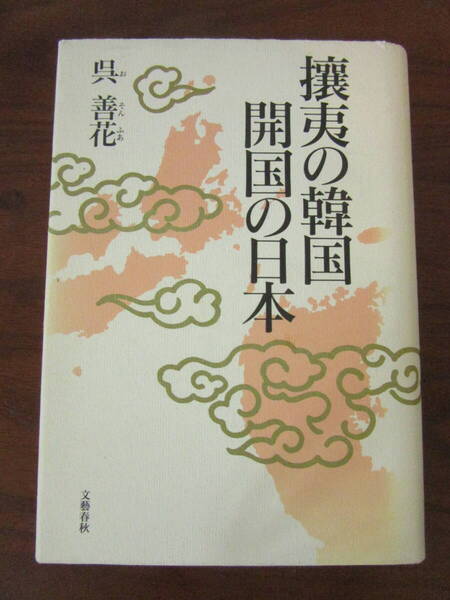 攘夷の韓国
開国の日本
呉善花
お そんふあ
文藝春秋